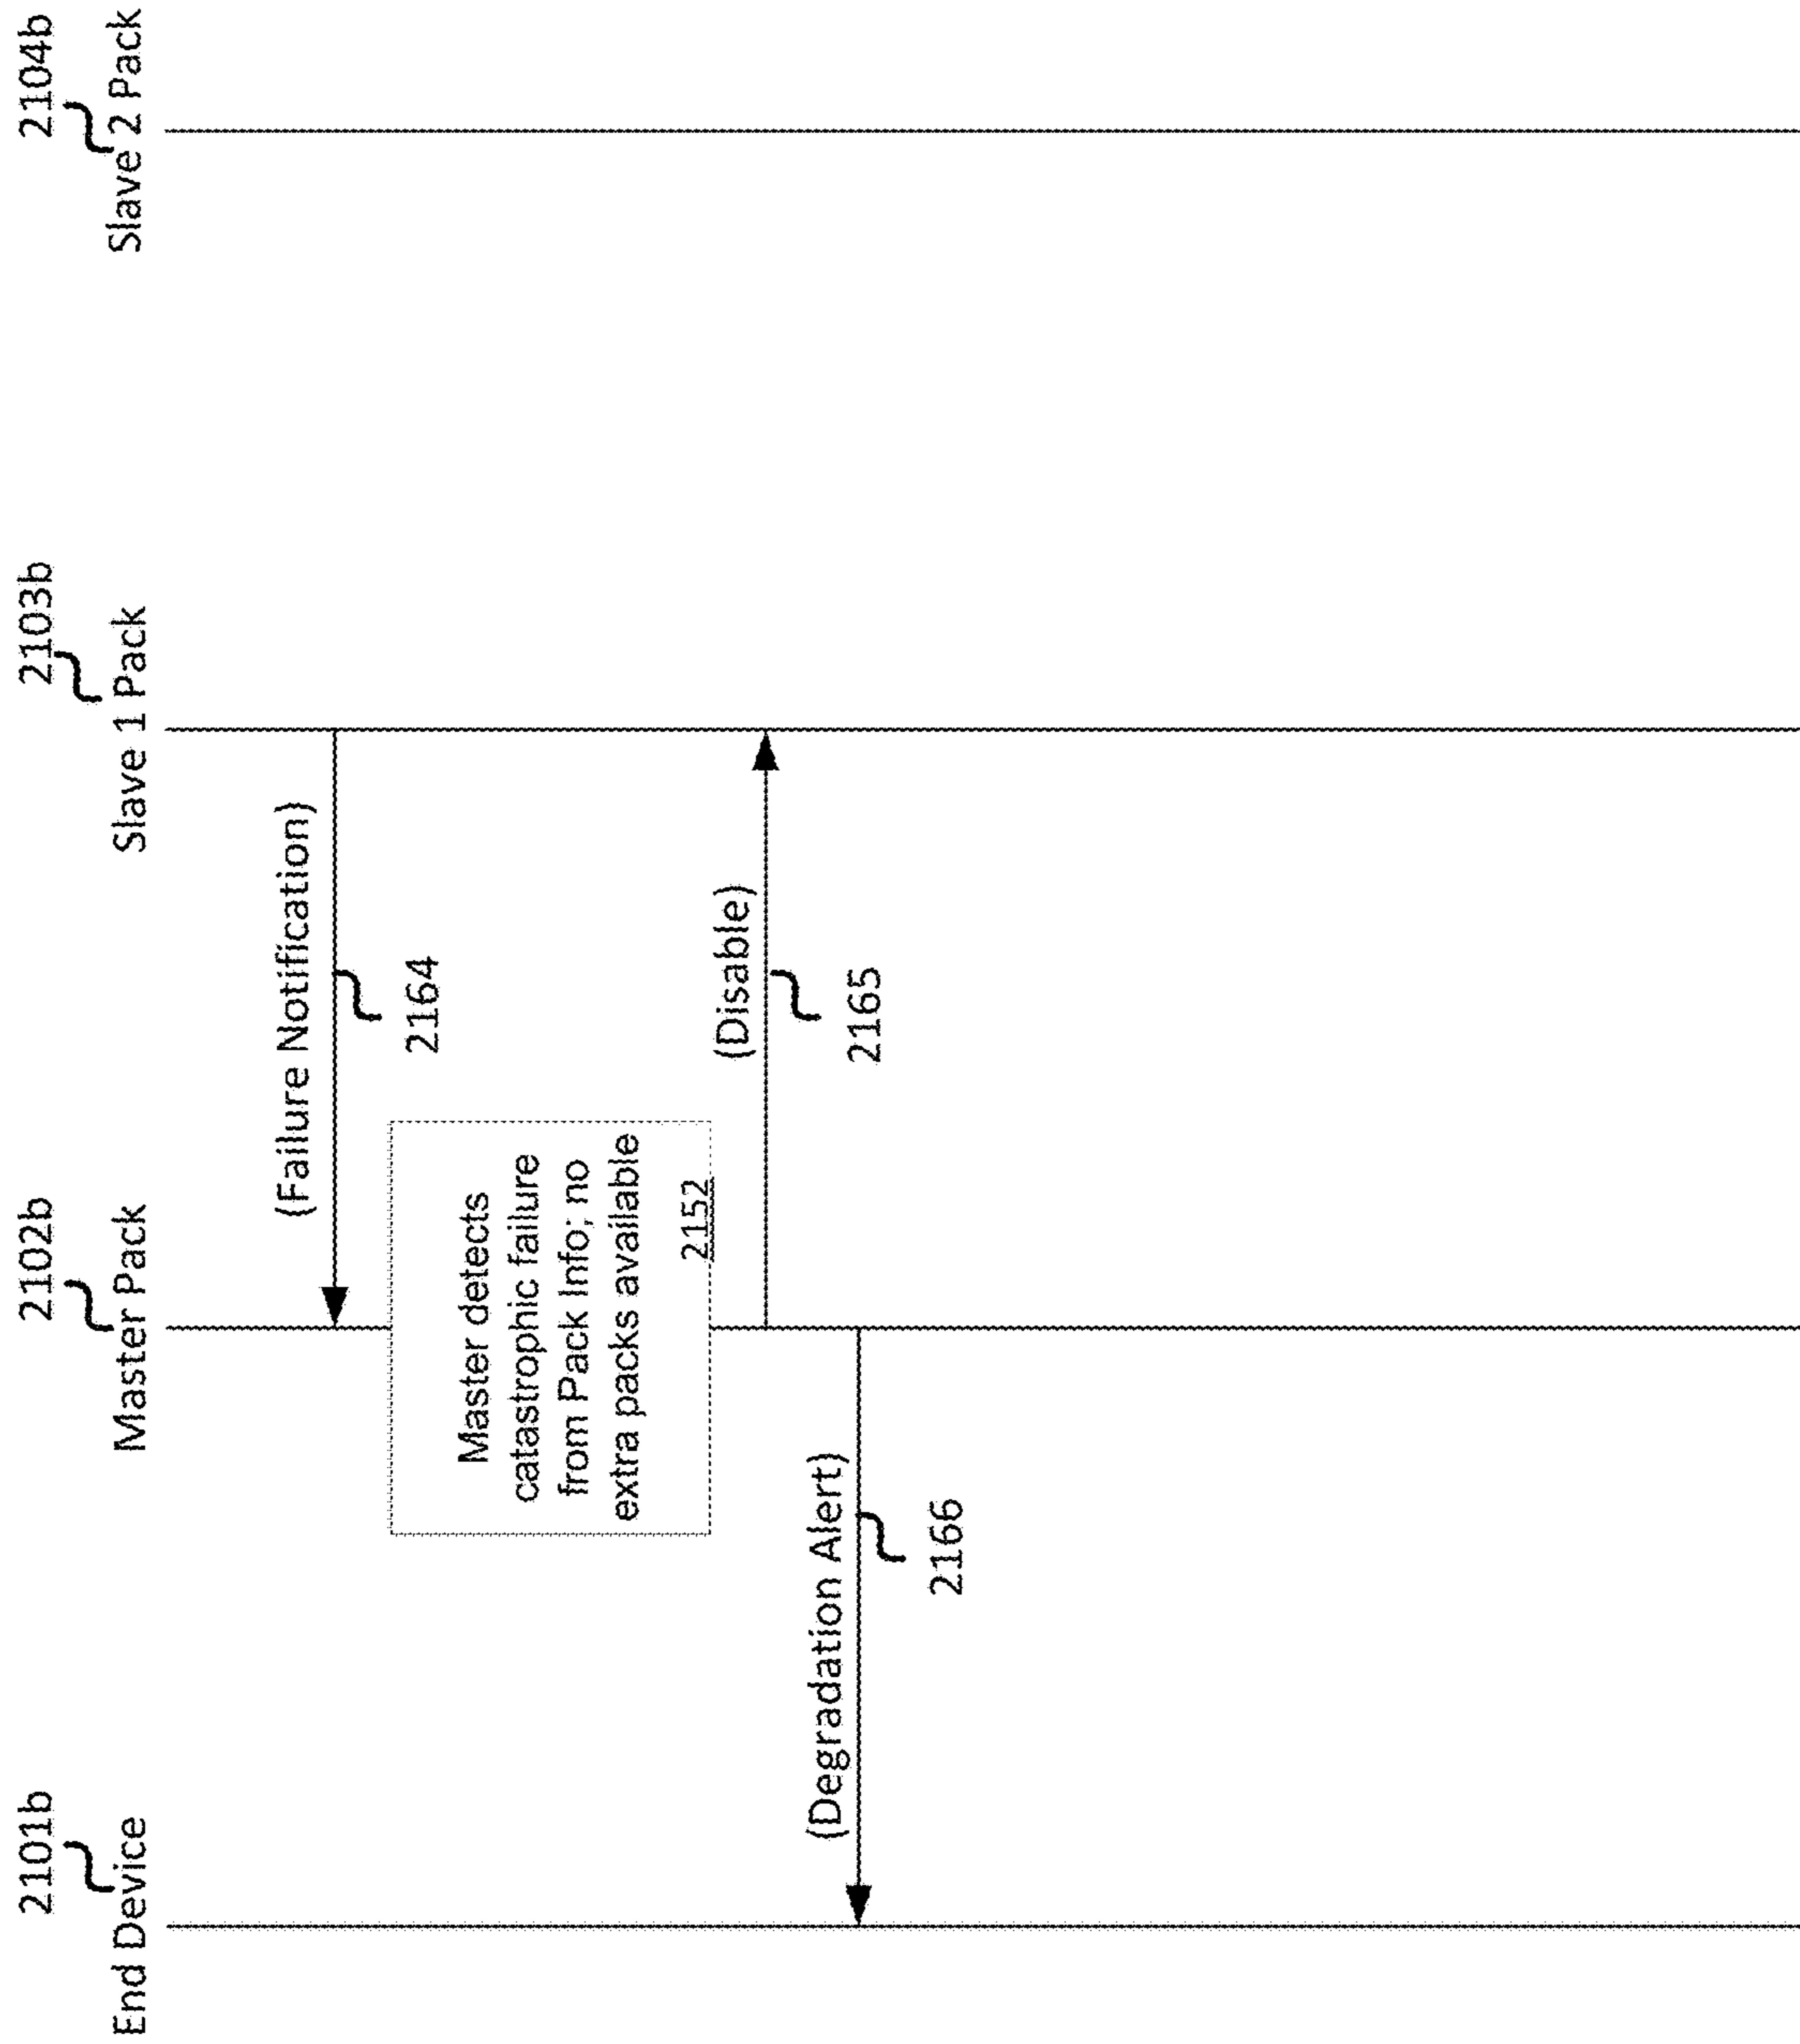 2101b
2102b
2103b
2104b
End Device
Master Pack
Slave 1 Pack
Slave 2 Pack
(Failure Notification)
2164
Master detects
catastrophic failure
from Pack Info; no
extra packs available
2152
(Disable)
2165
(Degradation Alert)
2166